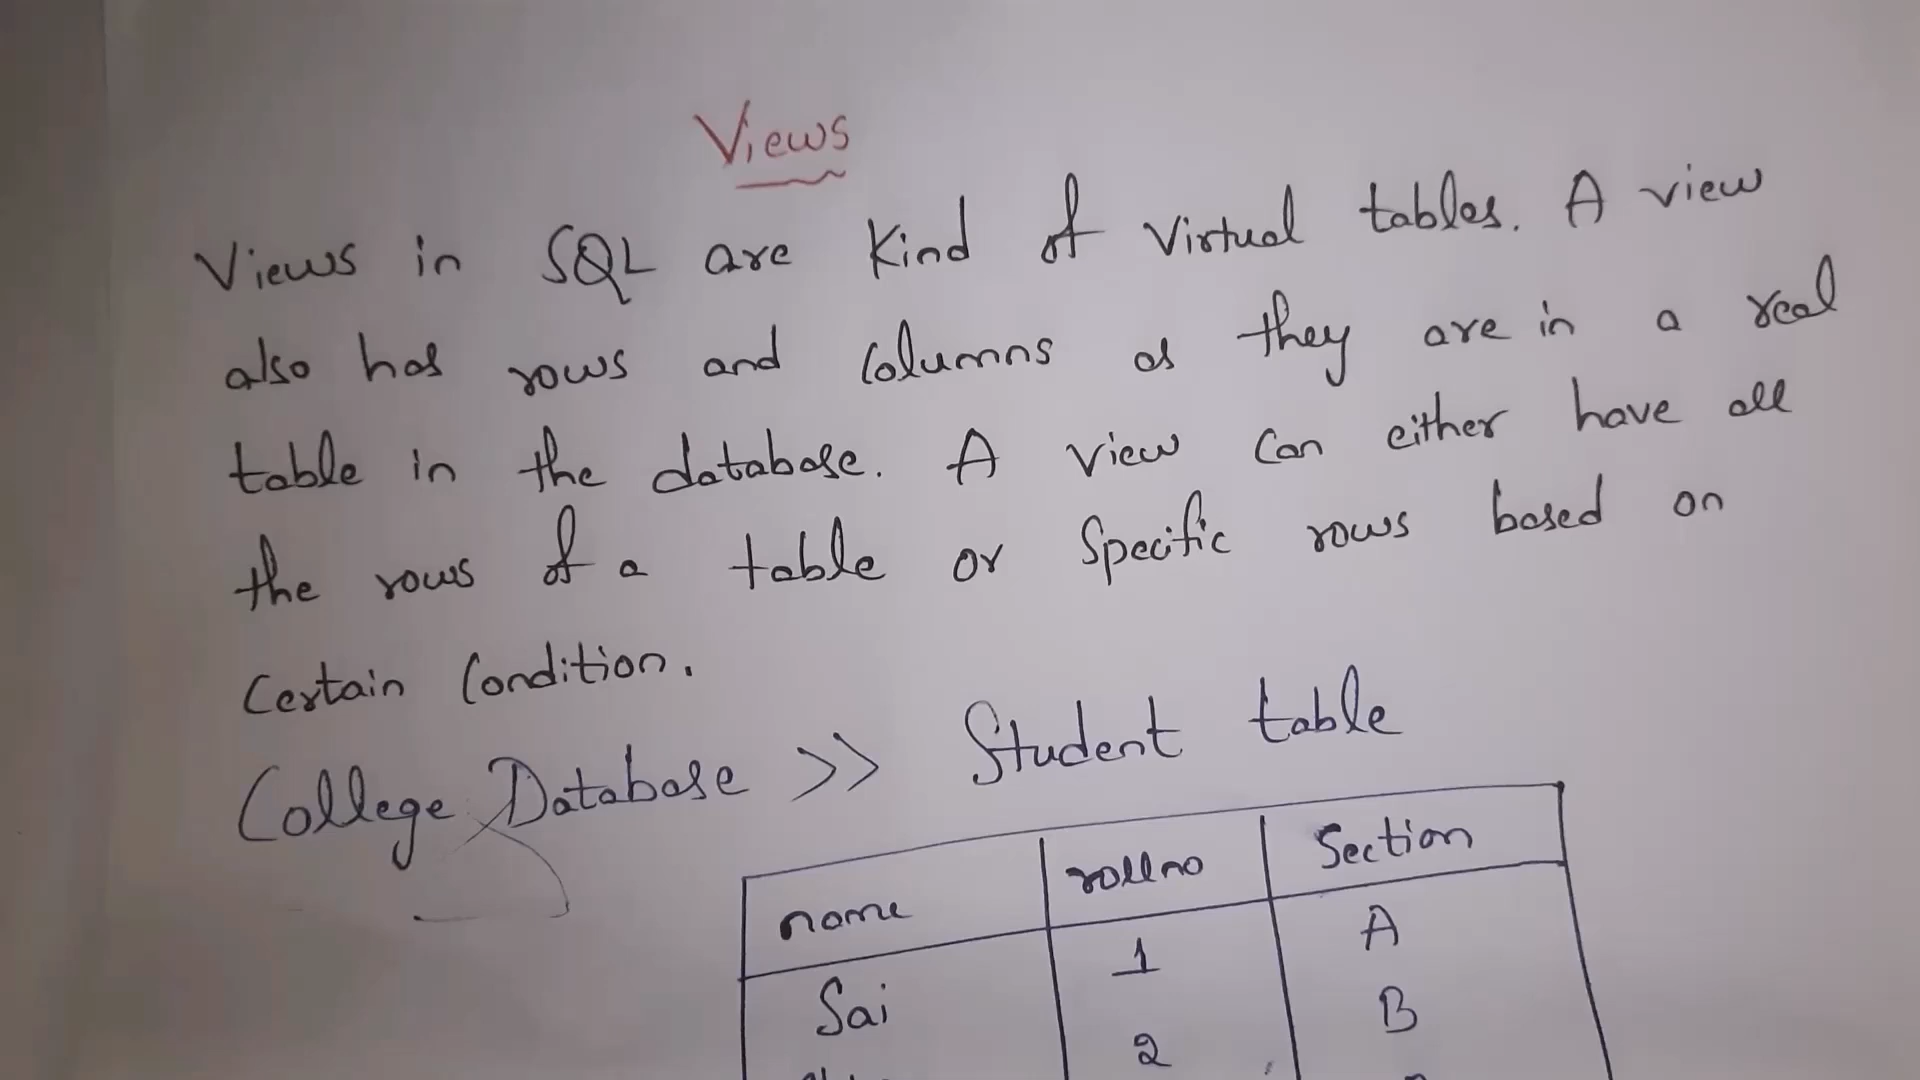 Views
Views in SQL are Kind of Virtual tables. A view
also has rows and Columns as they are in a real
table in the database. A view Can either have all
the rows of a table or Specific rows based on
Certain Condition.
College Database >> Student table
name rollno Section
Sai 1 A
2 B